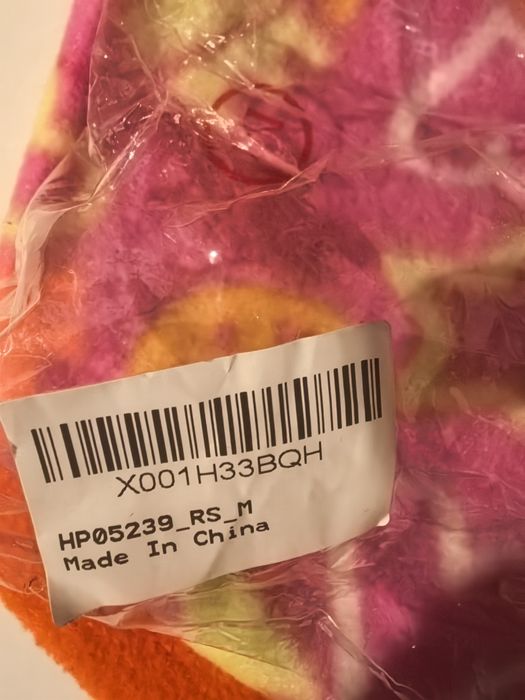 X001H33BQH
HP05239_RS_M
Made In China